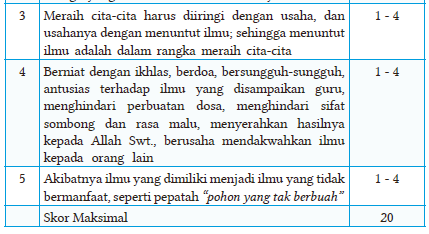 3 Meraih cita-cita harus diiringi dengan usaha, dan 1 - 4
usahanya dengan menuntut ilmu; sehingga menuntut
ilmu adalah dalam rangka meraih cita-cita
4 Berniat dengan ikhlas, berdoa, bersungguh-sungguh, 1 - 4
antusias terhadap ilmu yang disampaikan guru,
menghindari perbuatan dosa, menghindari sifat
sombong dan rasa malu, menyerahkan hasilnya
kepada Allah Swt., berusaha mendakwahkan ilmu
kepada orang lain
5 Akibatnya ilmu yang dimiliki menjadi ilmu yang tidak 1 - 4
bermanfaat, seperti pepatah “pohon yang tak berbuah”
Skor Maksimal 20